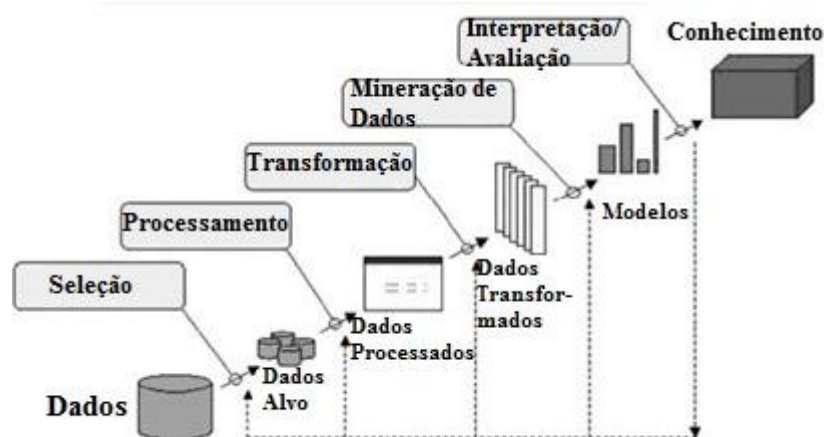 Interpretação/
Avaliação
Conhecimento
Mineração de
Dados
Transformação
Processamento
Seleção
Modelos
Dados
Transfor-
mados
Dados
Processados
Dados
Alvo
Dados